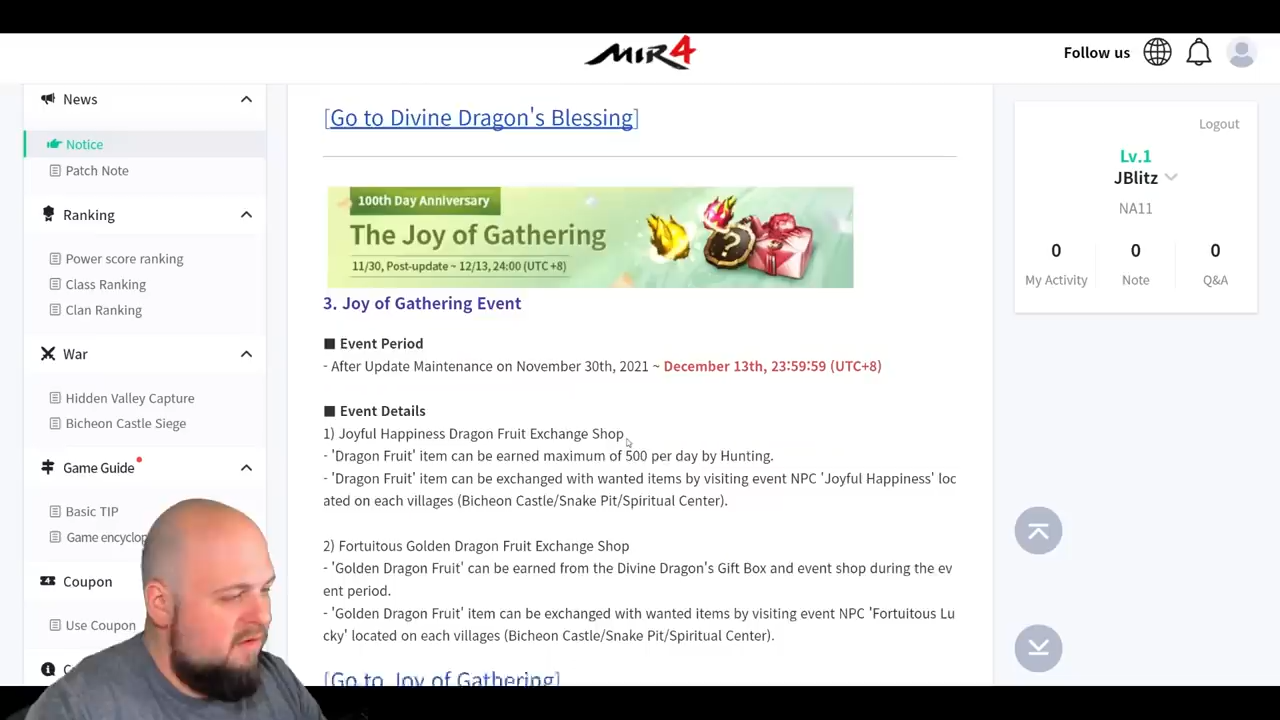 MIR4
Follow us
News
Notice
Patch Note
Ranking
Power score ranking
Class Ranking
Clan Ranking
War
Hidden Valley Capture
Bicheon Castle Siege
Game Guide
Basic TIP
Game encyclop
Coupon
Use Coupon
[Go to Divine Dragon's Blessing]
100th Day Anniversary
The Joy of Gathering
11/30, Post-update ~ 12/13, 24:00 (UTC +8)
?
3. Joy of Gathering Event
■ Event Period
- After Update Maintenance on November 30th, 2021 ~ December 13th, 23:59:59 (UTC+8)
■ Event Details
1) Joyful Happiness Dragon Fruit Exchange Shop
- 'Dragon Fruit' item can be earned maximum of 500 per day by Hunting.
- 'Dragon Fruit' item can be exchanged with wanted items by visiting event NPC 'Joyful Happiness' loc
ated on each villages (Bicheon Castle/Snake Pit/Spiritual Center).
2) Fortuitous Golden Dragon Fruit Exchange Shop
- 'Golden Dragon Fruit' can be earned from the Divine Dragon's Gift Box and event shop during the ev
ent period.
- 'Golden Dragon Fruit' item can be exchanged with wanted items by visiting event NPC 'Fortuitous Lu
cky' located on each villages (Bicheon Castle/Snake Pit/Spiritual Center).
[Go to Joy of Gathering]
Logout
Lv.1
JBlitz
NA11
0 0 0
My Activity Note Q&A